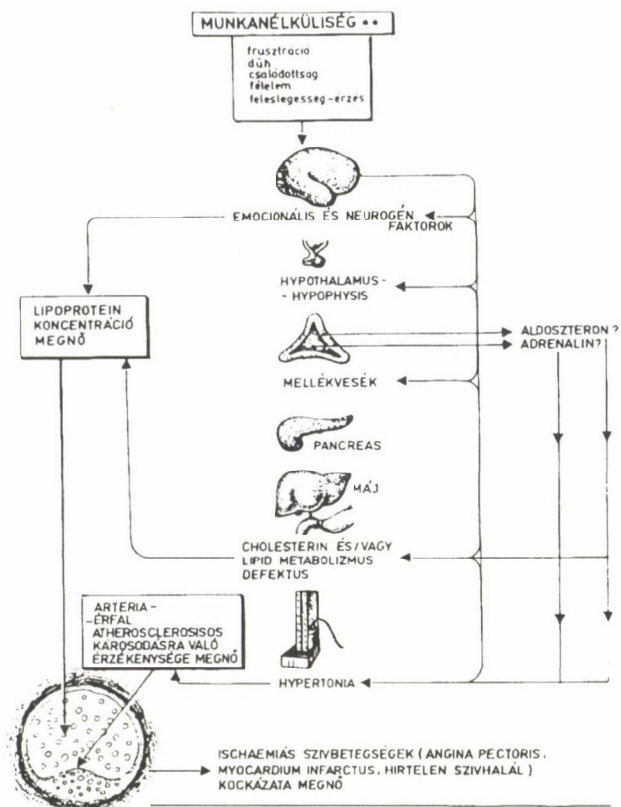 MUNKANÉLKÜLISÉG ••
frusztráció
düh
csalódottság
félelem
feleslegesség-érzés
EMOCIONÁLIS ÉS NEUROGÉN
FAKTOROK
HYPOTHALAMUS-
-HYPOPHYSIS
LIPOPROTEIN
KONCENTRÁCIÓ
MEGNŐ
ALDOSZTERON?
ADRENALIN?
MELLÉKVESÉK
PANCREAS
MÁJ
CHOLESTERIN ÉS/VAGY
LIPID METABOLIZMUS
DEFEKTUS
ARTERIA-
-ÉRFAL
ATHEROSCLEROSISOS
KÁROSODÁSRA VALÓ
ÉRZÉKENYSÉGE MEGNŐ
HYPERTONIA
ISCHAEMIÁS SZIVBETEGSÉGEK (ANGINA PECTORIS,
MYOCARDIUM INFARCTUS, HIRTELEN SZIVHALÁL)
KOCKÁZATA MEGNŐ